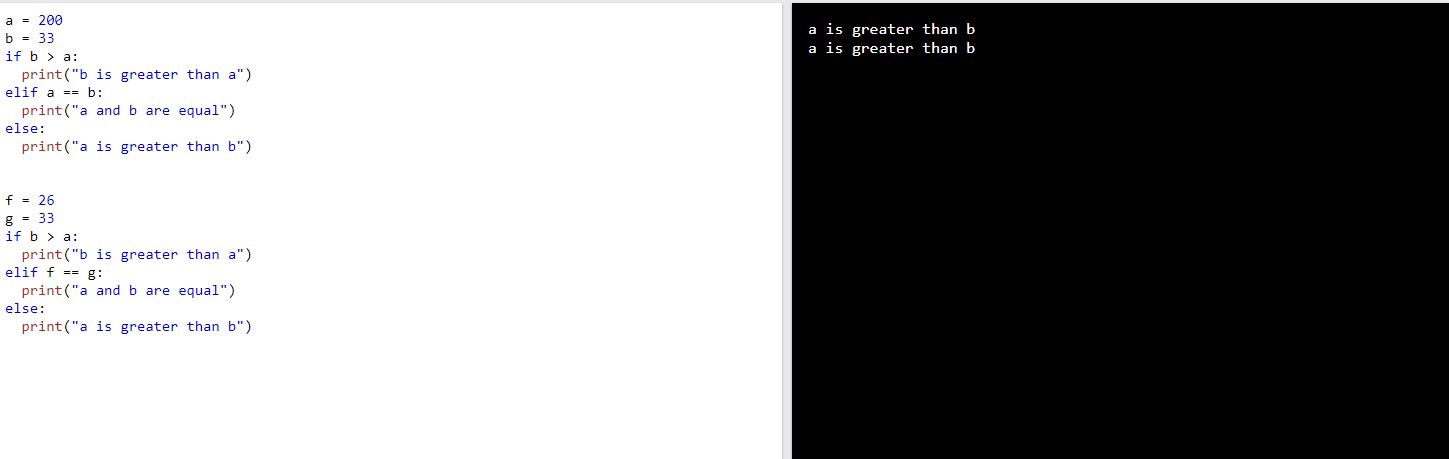 a = 200
b = 33
if b > a:
  print("b is greater than a")
elif a == b:
  print("a and b are equal")
else:
  print("a is greater than b")
f = 26
g = 33
if b > a:
  print("b is greater than a")
elif f == g:
  print("a and b are equal")
else:
  print("a is greater than b")
a is greater than b
a is greater than b